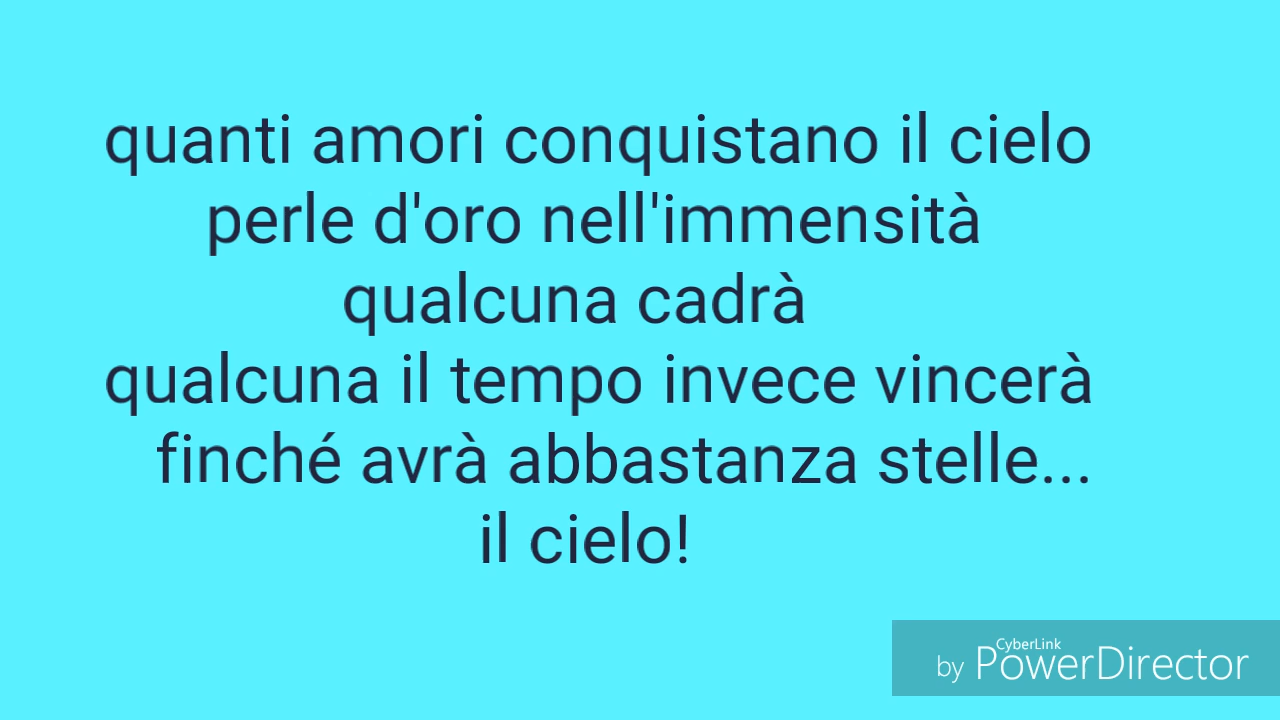 quanti amori conquistano il cielo
perle d'oro nell'immensità
qualcuna cadrà
qualcuna il tempo invece vincerà
finché avrà abbastanza stelle...
il cielo!
CyberLink
by PowerDirector